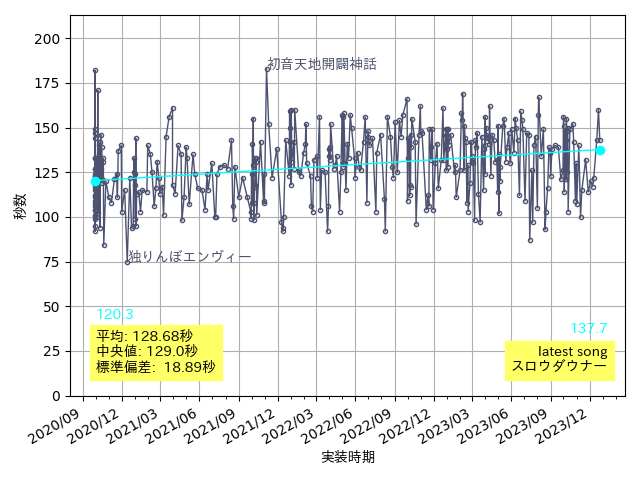 200
175
150
125
100
75
50
25
0
秒数
初音天地開闢神話
独りんぼエンヴィー
120.3
平均: 128.68秒
中央値: 129.0秒
標準偏差: 18.89秒
137.7
latest song
スロウダウナー
2020/09
2020/12
2021/03
2021/06
2021/09
2021/12
2022/03
2022/06
2022/09
2022/12
2023/03
2023/06
2023/09
2023/12
実装時期